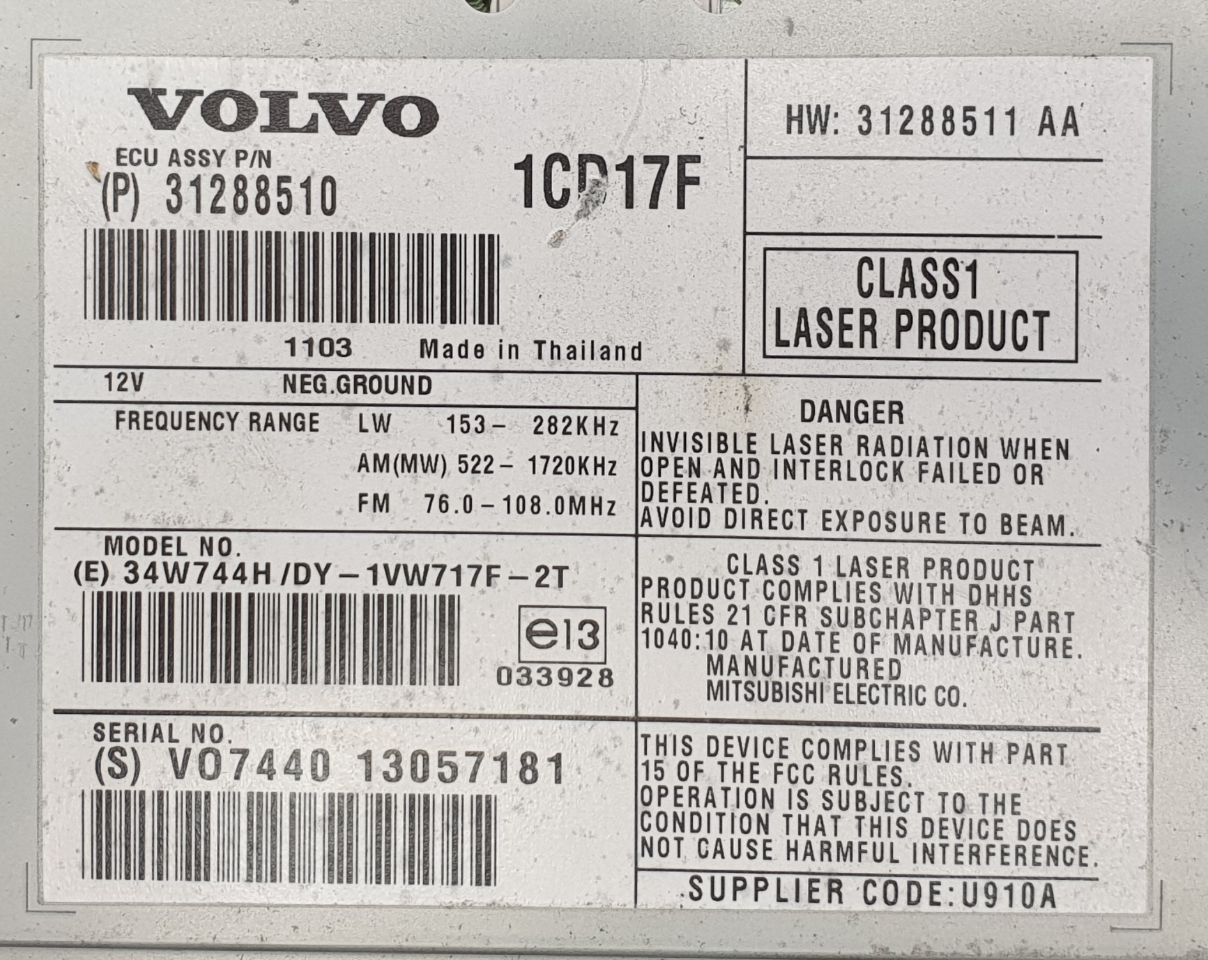 VOLVO
ECU ASSY P/N
(P) 31288510
1CD17F
1103 Made in Thailand
HW: 31288511 AA
CLASS1
LASER PRODUCT
12V NEG.GROUND
FREQUENCY RANGE LW 153– 282KHz
AM(MW) 522– 1720KHz
FM 76.0–108.0MHz
DANGER
INVISIBLE LASER RADIATION WHEN
OPEN AND INTERLOCK FAILED OR
DEFEATED.
AVOID DIRECT EXPOSURE TO BEAM.
MODEL NO.
(E) 34W744H/DY–1VW717F–2T
e13
033928
CLASS 1 LASER PRODUCT
PRODUCT COMPLIES WITH DHHS
RULES 21 CFR SUBCHAPTER J PART
1040:10 AT DATE OF MANUFACTURE.
MANUFACTURED
MITSUBISHI ELECTRIC CO.
SERIAL NO.
(S) VO7440 13057181
THIS DEVICE COMPLIES WITH PART
15 OF THE FCC RULES.
OPERATION IS SUBJECT TO THE
CONDITION THAT THIS DEVICE DOES
NOT CAUSE HARMFUL INTERFERENCE.
SUPPLIER CODE:U910A